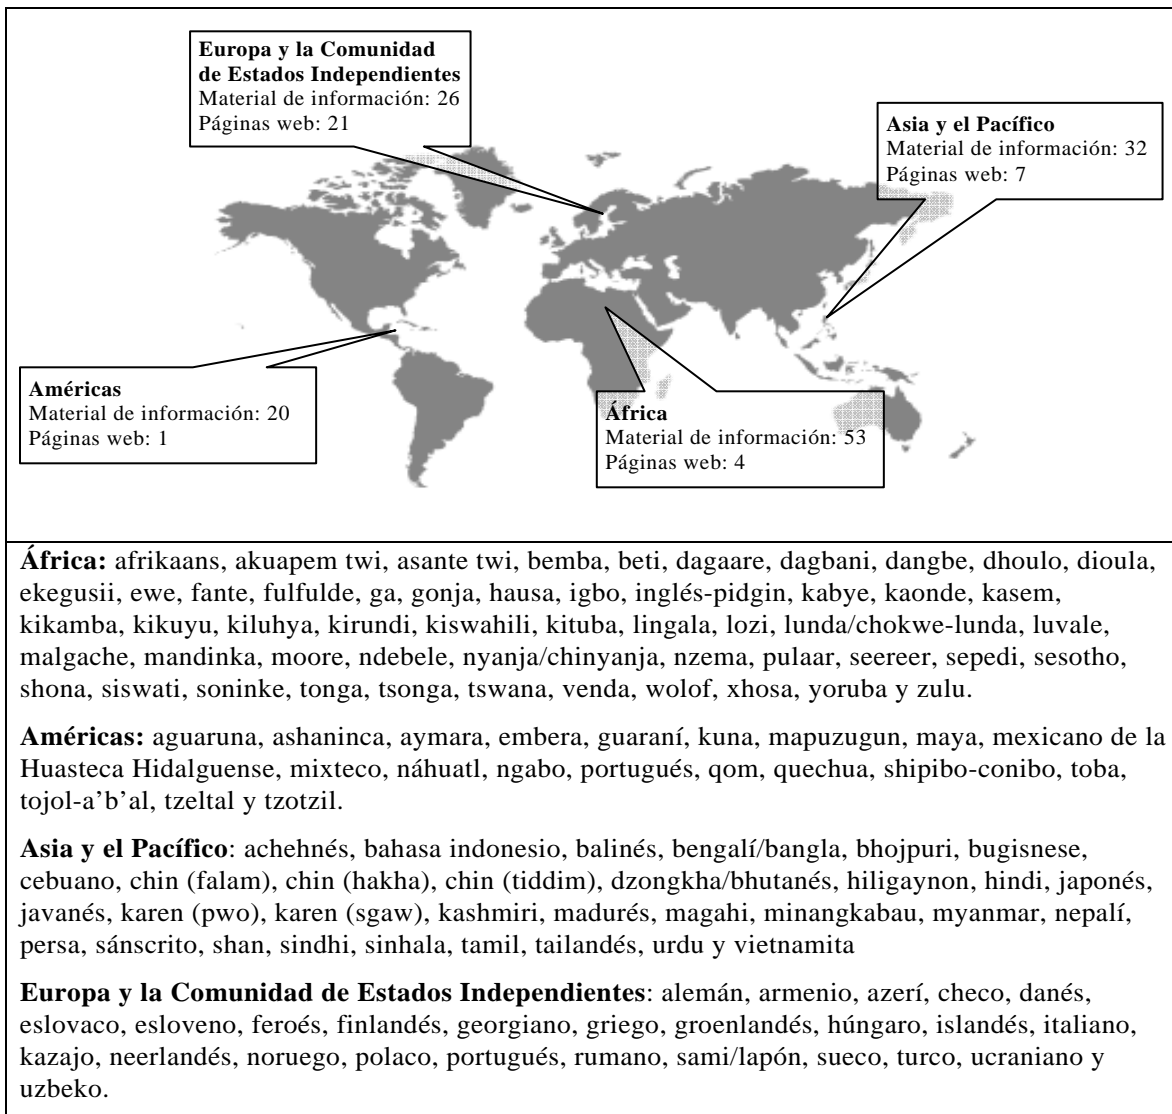 Europa y la Comunidad
de Estados Independientes
Material de información: 26
Páginas web: 21
Asia y el Pacífico
Material de información: 32
Páginas web: 7
Américas
Material de información: 20
Páginas web: 1
África
Material de información: 53
Páginas web: 4
África: afrikaans, akuapem twi, asante twi, bemba, beti, dagaare, dagbani, dangbe, dhoulo, dioula,
ekegusii, ewe, fante, fulfulde, ga, gonja, hausa, igbo, inglés-pidgin, kabye, kaonde, kasem,
kikamba, kikuyu, kiluhya, kirundi, kiswahili, kituba, lingala, lozi, lunda/chokwe-lunda, luvale,
malgache, mandinka, moore, ndebele, nyanja/chinyanja, nzema, pulaar, seereer, sepedi, sesotho,
shona, siswati, soninke, tonga, tsonga, tswana, venda, wolof, xhosa, yoruba y zulu.
Américas: aguaruna, ashaninca, aymara, embera, guaraní, kuna, mapuzugun, maya, mexicano de la
Huasteca Hidalguense, mixteco, náhuatl, ngabo, portugués, qom, quechua, shipibo-conibo, toba,
tojol-a’b’al, tzeltal y tzotzil.
Asia y el Pacífico: achehnés, bahasa indonesio, balinés, bengalí/bangla, bhojpuri, bugisnese,
cebuano, chin (falam), chin (hakha), chin (tiddim), dzongkha/bhutanés, hiligaynon, hindi, japonés,
javanés, karen (pwo), karen (sgaw), kashmiri, madurés, magahi, minangkabau, myanmar, nepalí,
persa, sánscrito, shan, sindhi, sinhala, tamil, tailandés, urdu y vietnamita
Europa y la Comunidad de Estados Independientes: alemán, armenio, azerí, checo, danés,
eslovaco, esloveno, feroés, finlandés, georgiano, griego, groenlandés, húngaro, islandés, italiano,
kazajo, neerlandés, noruego, polaco, portugués, rumano, sami/lapón, sueco, turco, ucraniano y
uzbeko.